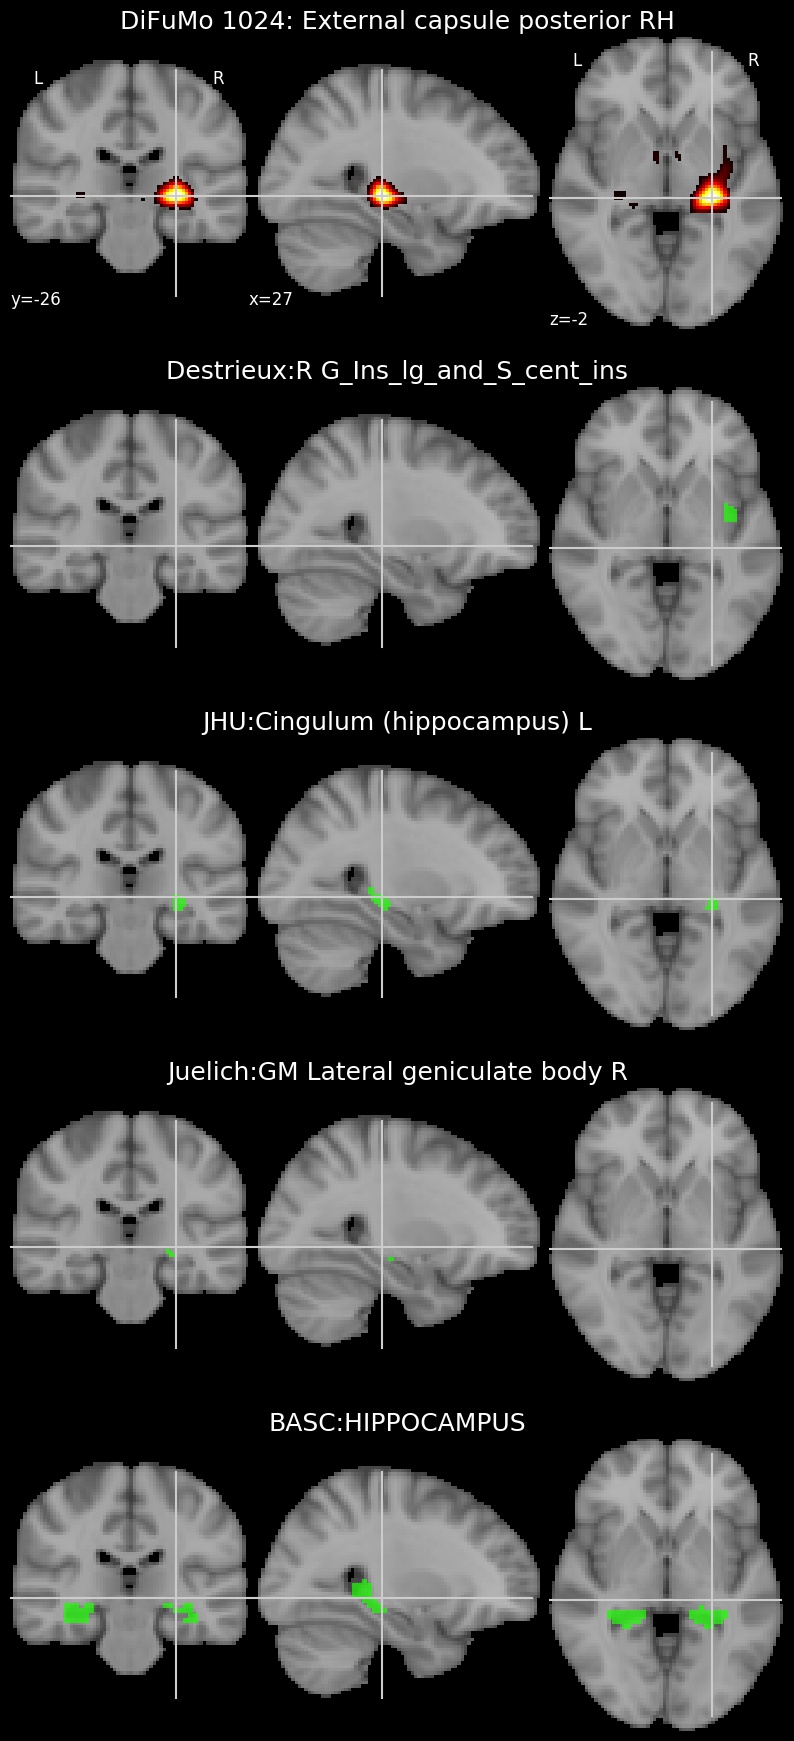 DiFuMo 1024: External capsule posterior RH
L R L R
y=-26 x=27 z=-2
Destrieux:R G_Ins_lg_and_S_cent_ins
JHU:Cingulum (hippocampus) L
Juelich:GM Lateral geniculate body R
BASC:HIPPOCAMPUS